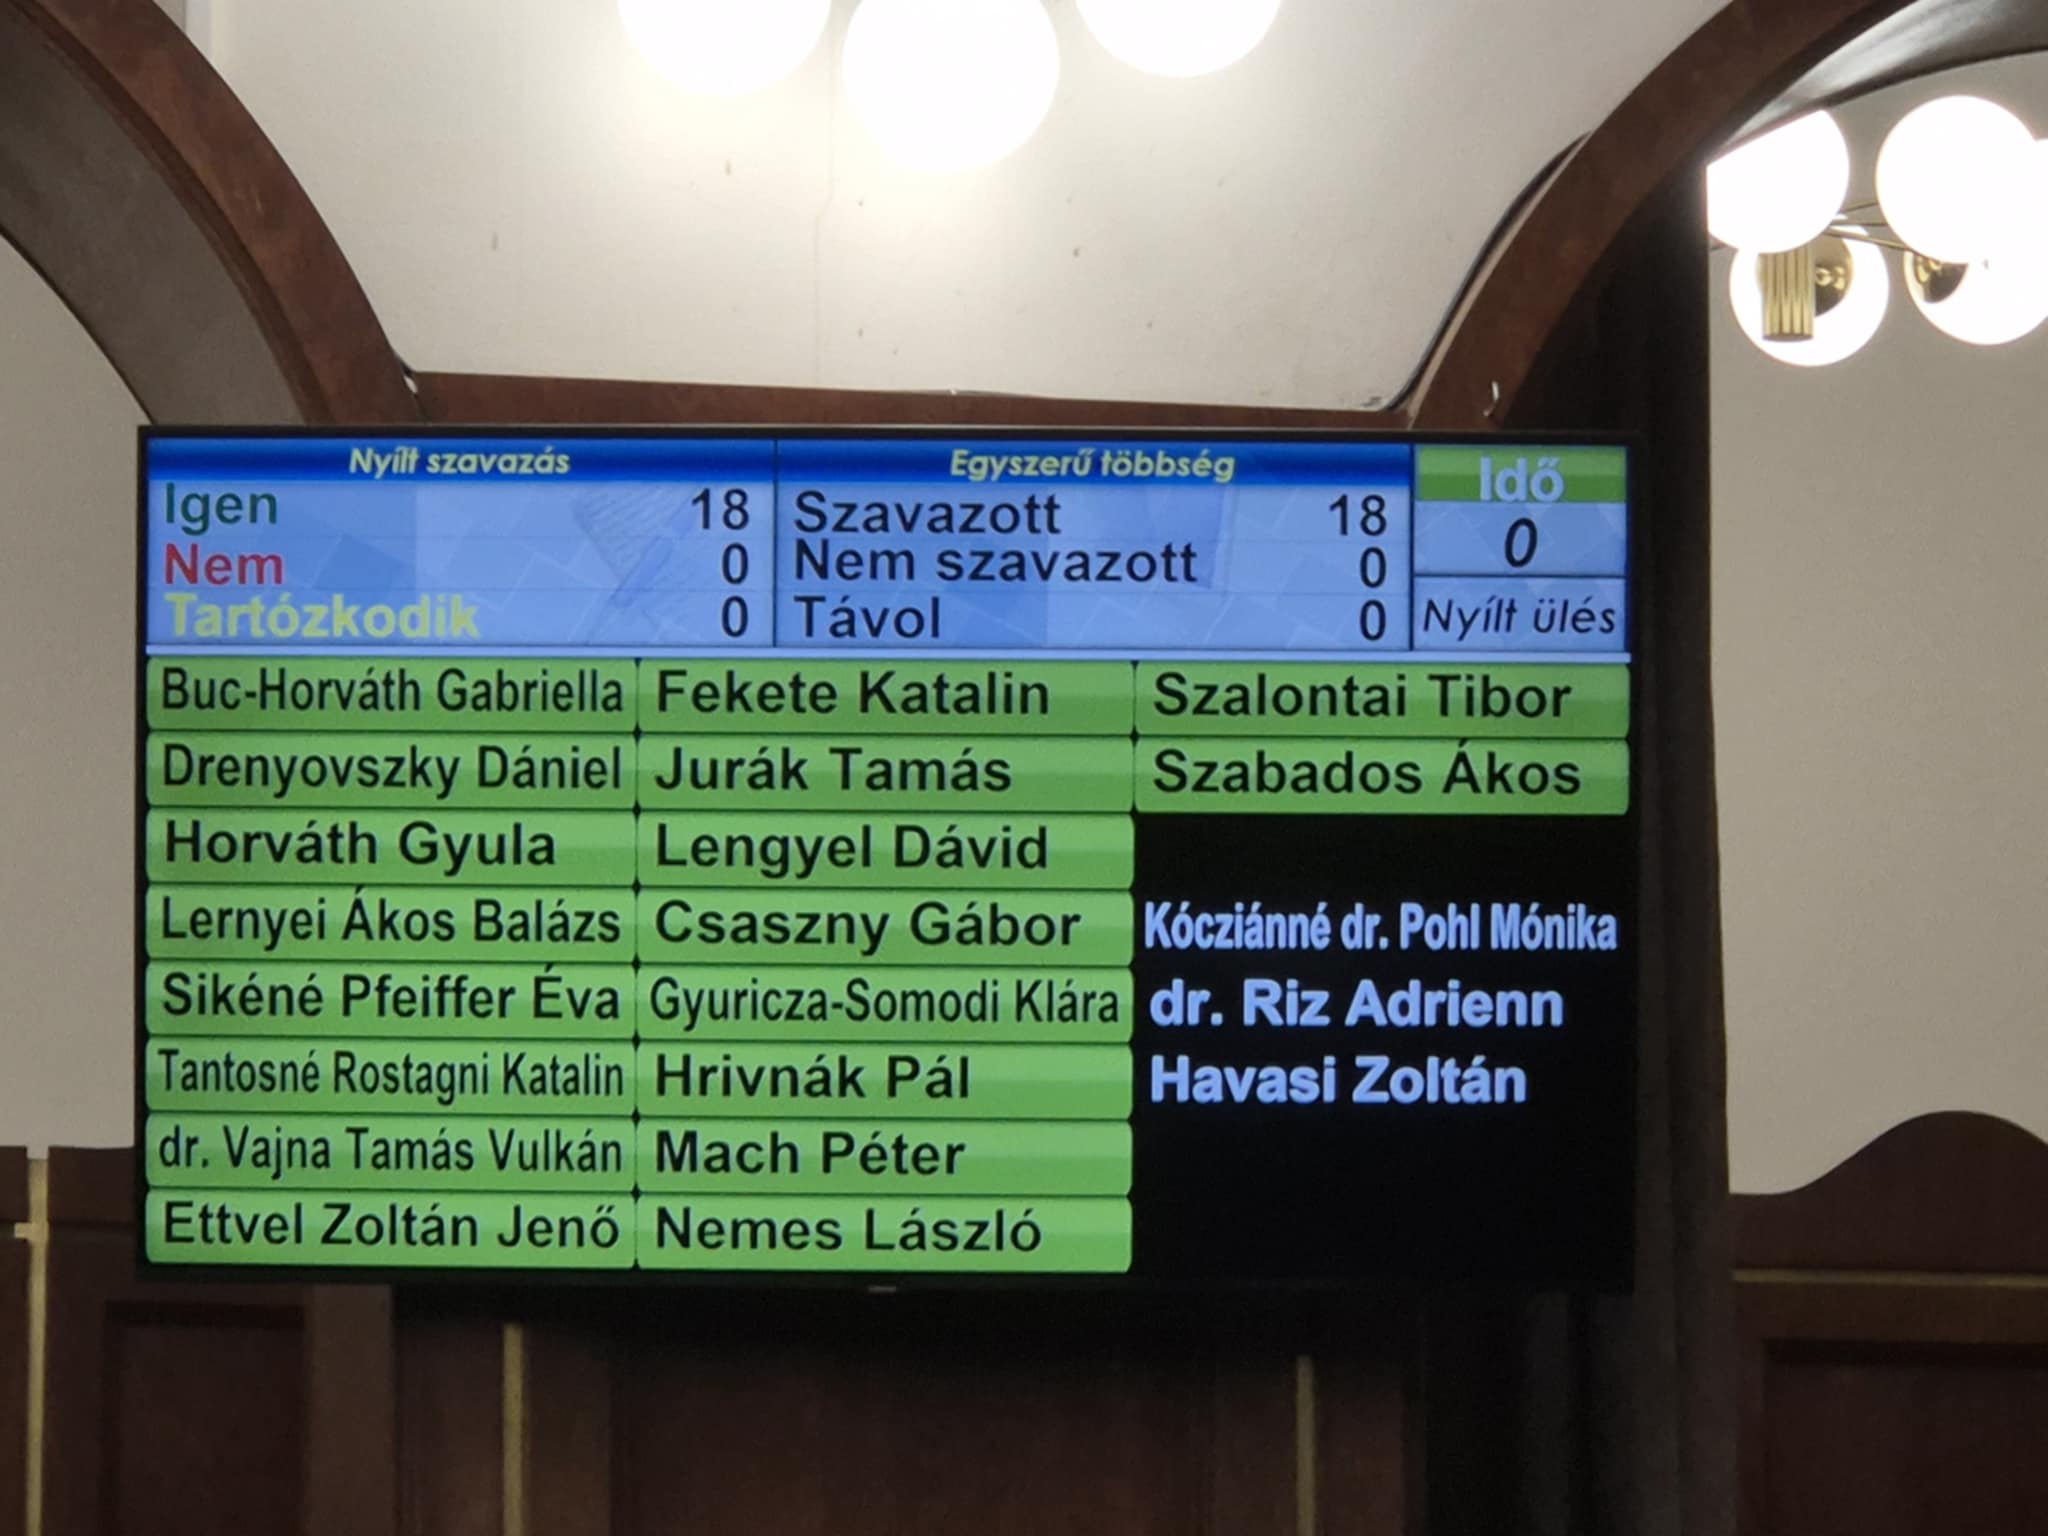 Nyílt szavazás
Igen 18
Nem 0
Tartózkodik 0
Egyszerű többség
Szavazott 18
Nem szavazott 0
Távol 0
Idő
0
Nyílt ülés
Buc-Horváth Gabriella
Drenyovszky Dániel
Horváth Gyula
Lernyei Ákos Balázs
Sikéné Pfeiffer Éva
Tantosné Rostagni Katalin
dr. Vajna Tamás Vulkán
Ettvel Zoltán Jenő
Fekete Katalin
Jurák Tamás
Lengyel Dávid
Csaszny Gábor
Gyuricza-Somodi Klára
Hrivnák Pál
Mach Péter
Nemes László
Szalontai Tibor
Szabados Ákos
Kócziánné dr. Pohl Mónika
dr. Riz Adrienn
Havasi Zoltán